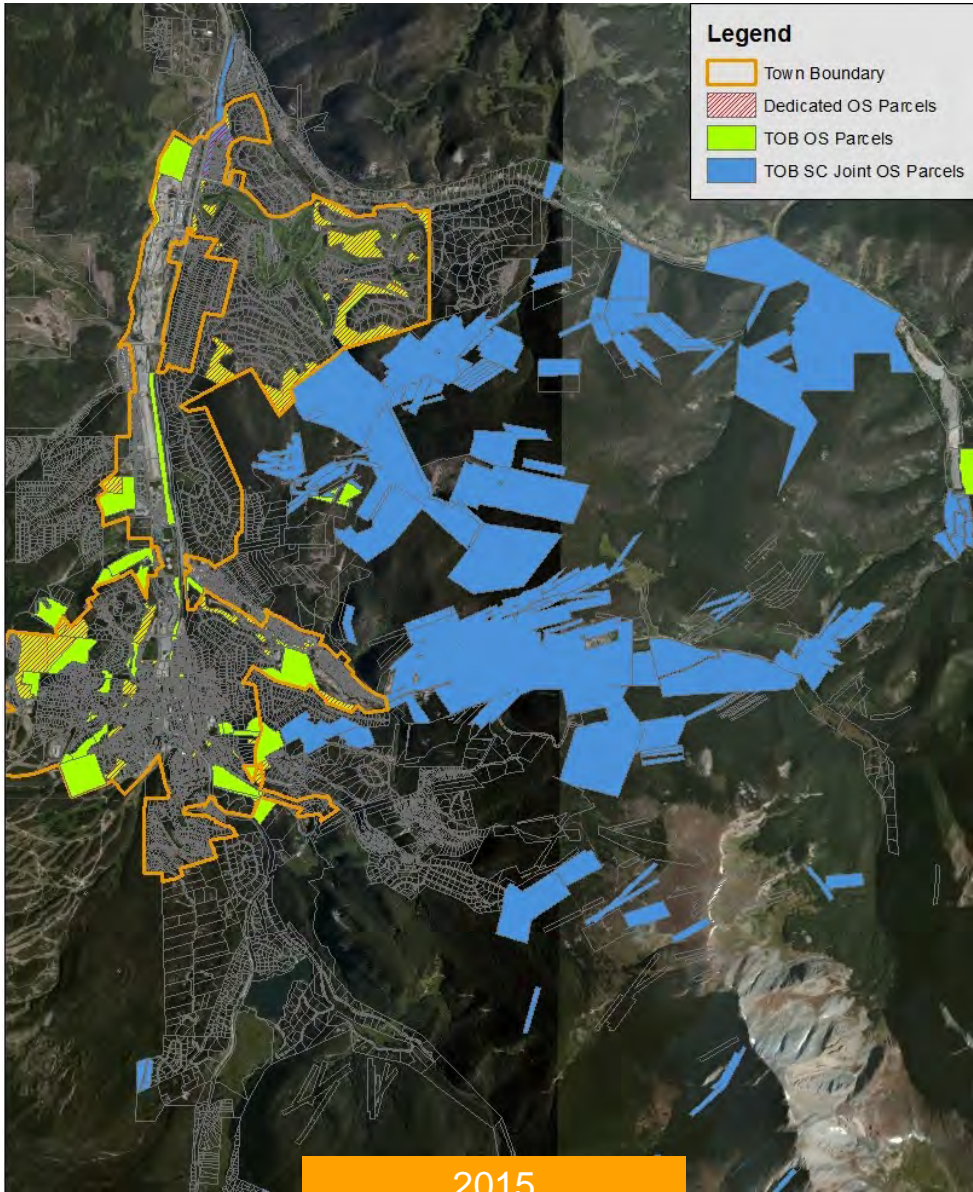 Legend
Town Boundary
Dedicated OS Parcels
TOB OS Parcels
TOB SC Joint OS Parcels
2015